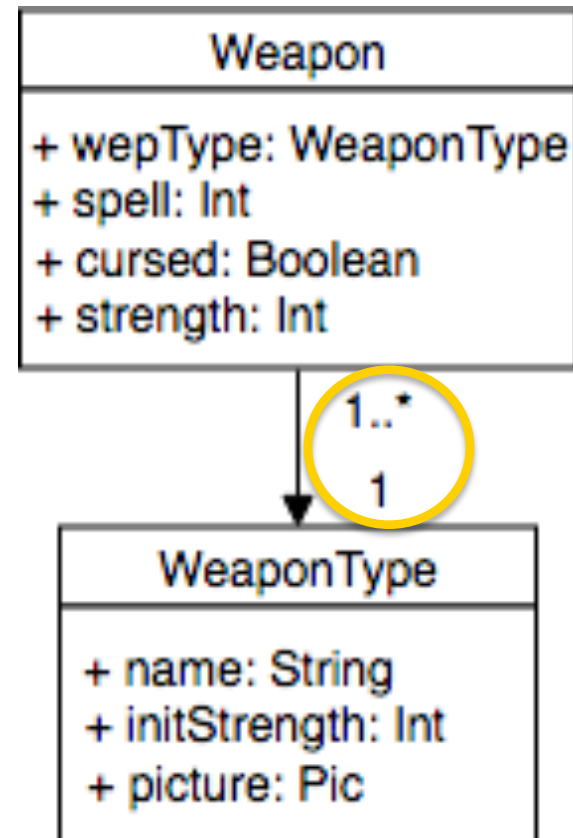 Weapon
+ wepType: WeaponType
+ spell: Int
+ cursed: Boolean
+ strength: Int
1..*
1
WeaponType
+ name: String
+ initStrength: Int
+ picture: Pic